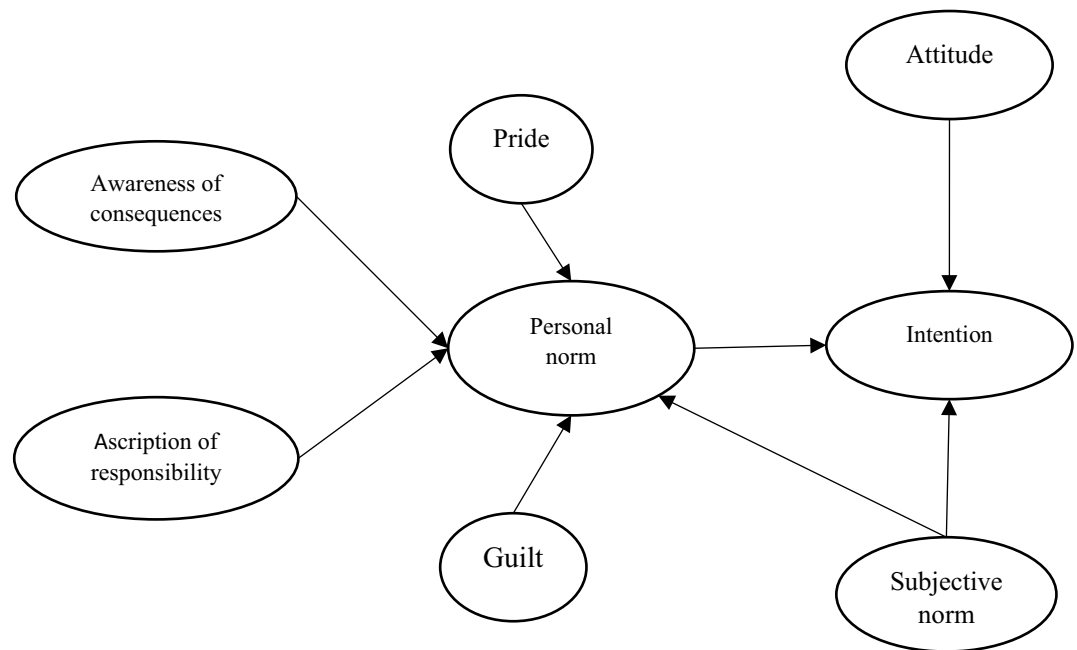 Attitude
Pride
Awareness of
consequences
Personal
norm
Intention
Ascription of
responsibility
Guilt
Subjective
norm